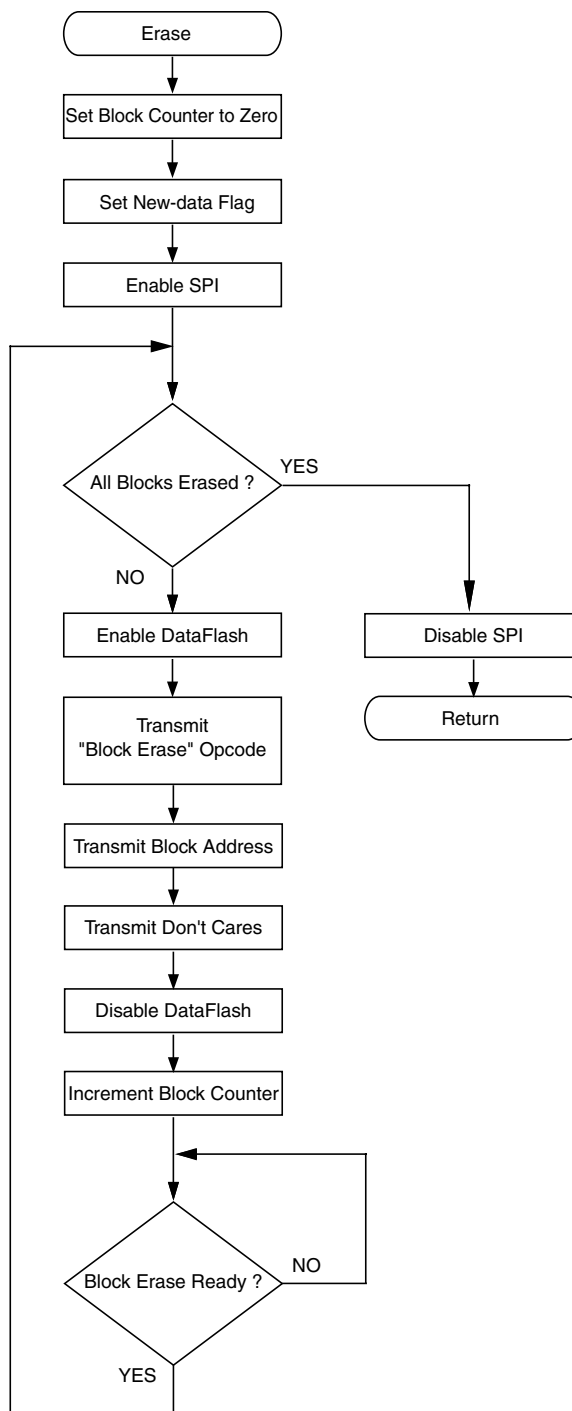 Erase
Set Block Counter to Zero
Set New-data Flag
Enable SPI
All Blocks Erased ?
YES
NO
Enable DataFlash
Disable SPI
Transmit
"Block Erase" Opcode
Return
Transmit Block Address
Transmit Don't Cares
Disable DataFlash
Increment Block Counter
Block Erase Ready ?
NO
YES